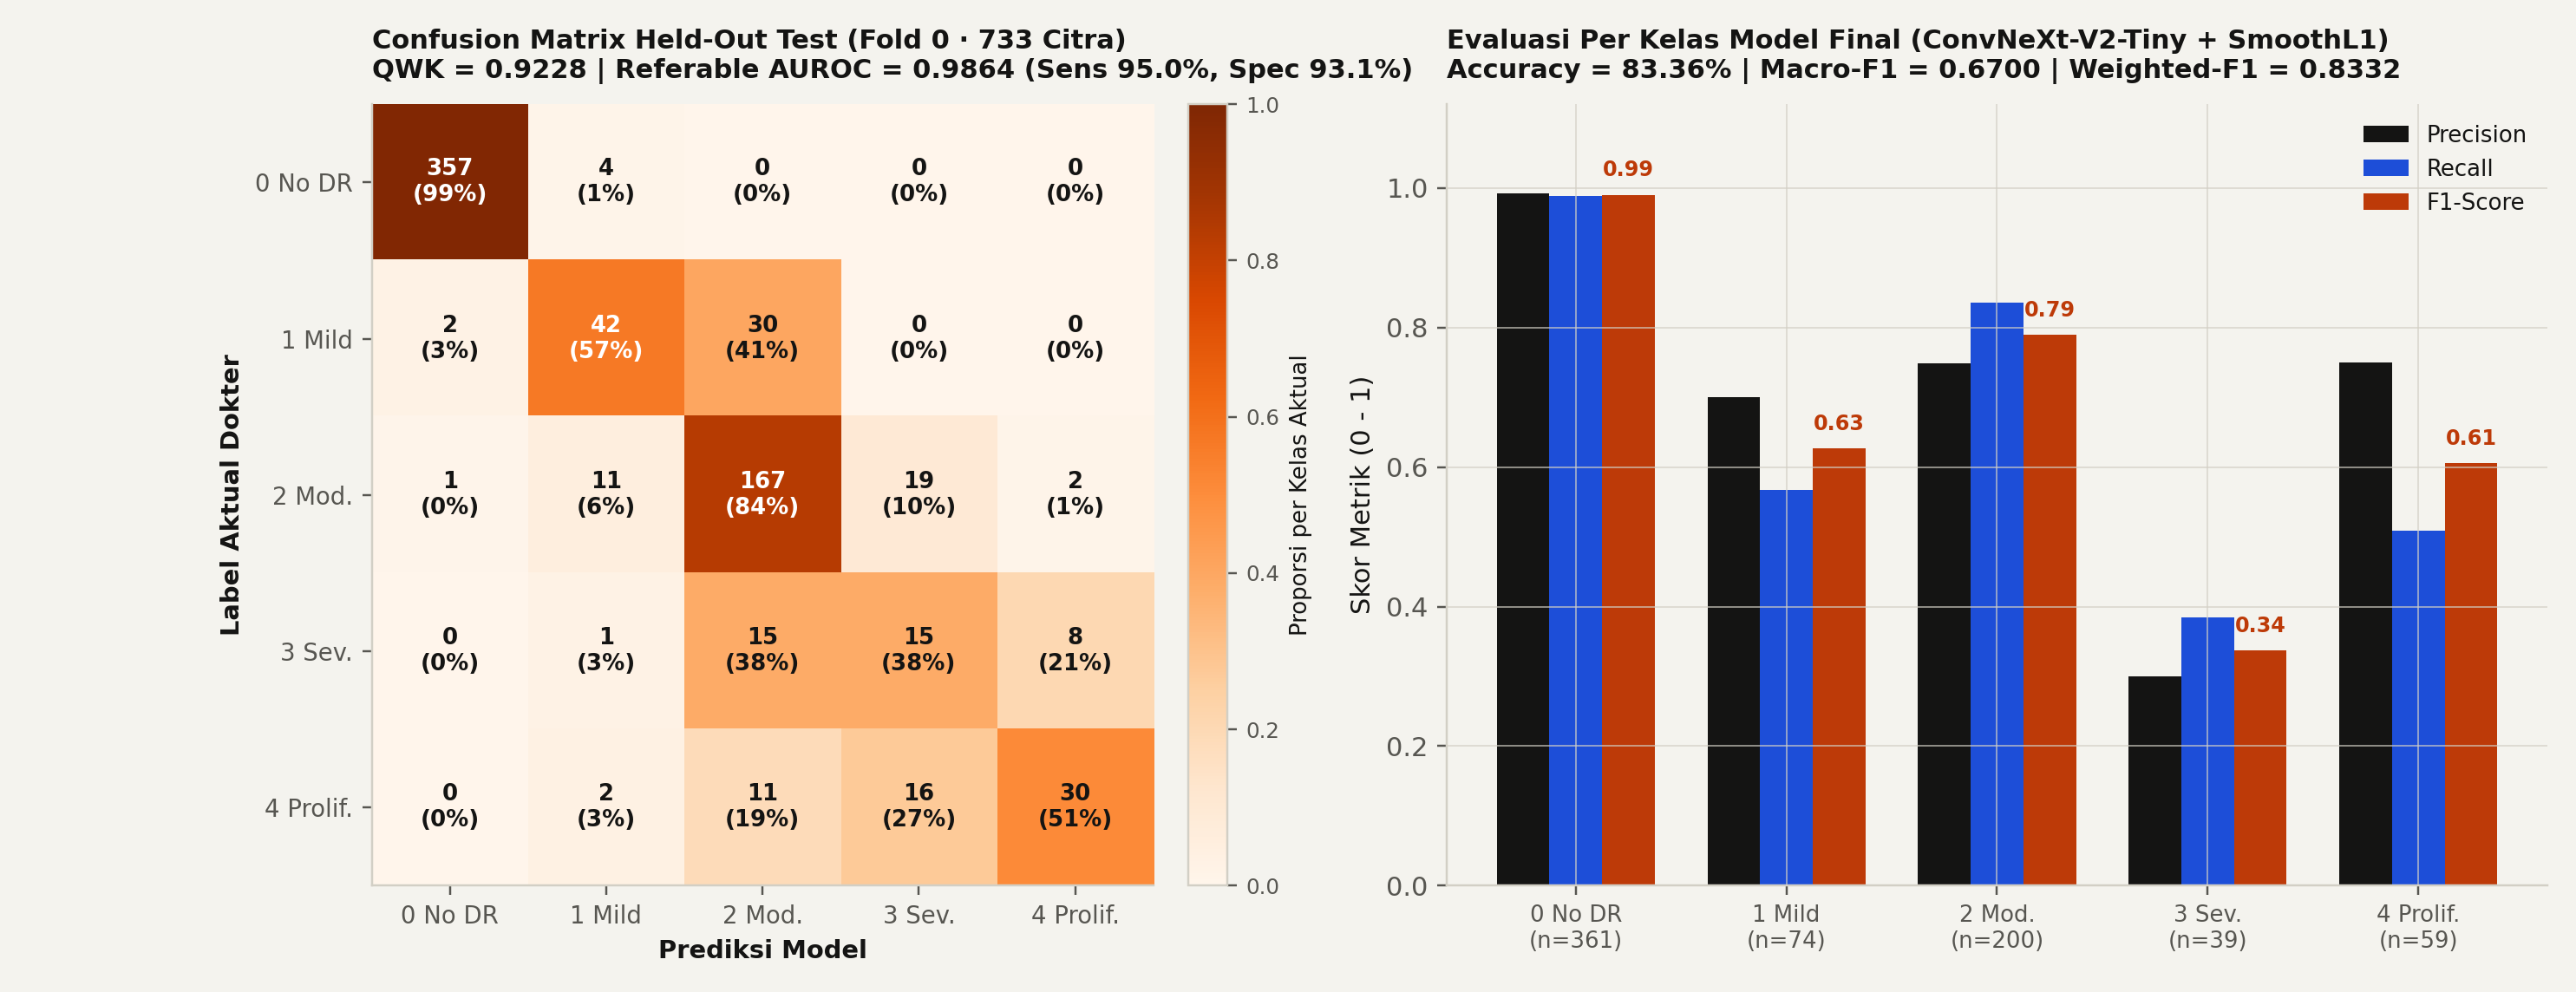 Confusion Matrix Held-Out Test (Fold 0 · 733 Citra)
QWK = 0.9228 | Referable AUROC = 0.9864 (Sens 95.0%, Spec 93.1%)
Label Aktual Dokter
0 No DR
357
(99%)
4
(1%)
0
(0%)
0
(0%)
0
(0%)
1 Mild
2
(3%)
42
(57%)
30
(41%)
0
(0%)
0
(0%)
2 Mod.
1
(0%)
11
(6%)
167
(84%)
19
(10%)
2
(1%)
3 Sev.
0
(0%)
1
(3%)
15
(38%)
15
(38%)
8
(21%)
4 Prolif.
0
(0%)
2
(3%)
11
(19%)
16
(27%)
30
(51%)
0 No DR
1 Mild
2 Mod.
3 Sev.
4 Prolif.
Prediksi Model
1.0
0.8
0.6
0.4
0.2
0.0
Proporsi per Kelas Aktual
Evaluasi Per Kelas Model Final (ConvNeXt-V2-Tiny + SmoothL1)
Accuracy = 83.36% | Macro-F1 = 0.6700 | Weighted-F1 = 0.8332
Skor Metrik (0 - 1)
1.0
0.8
0.6
0.4
0.2
0.0
Precision
Recall
F1-Score
0.99
0.63
0.79
0.34
0.61
0 No DR
(n=361)
1 Mild
(n=74)
2 Mod.
(n=200)
3 Sev.
(n=39)
4 Prolif.
(n=59)